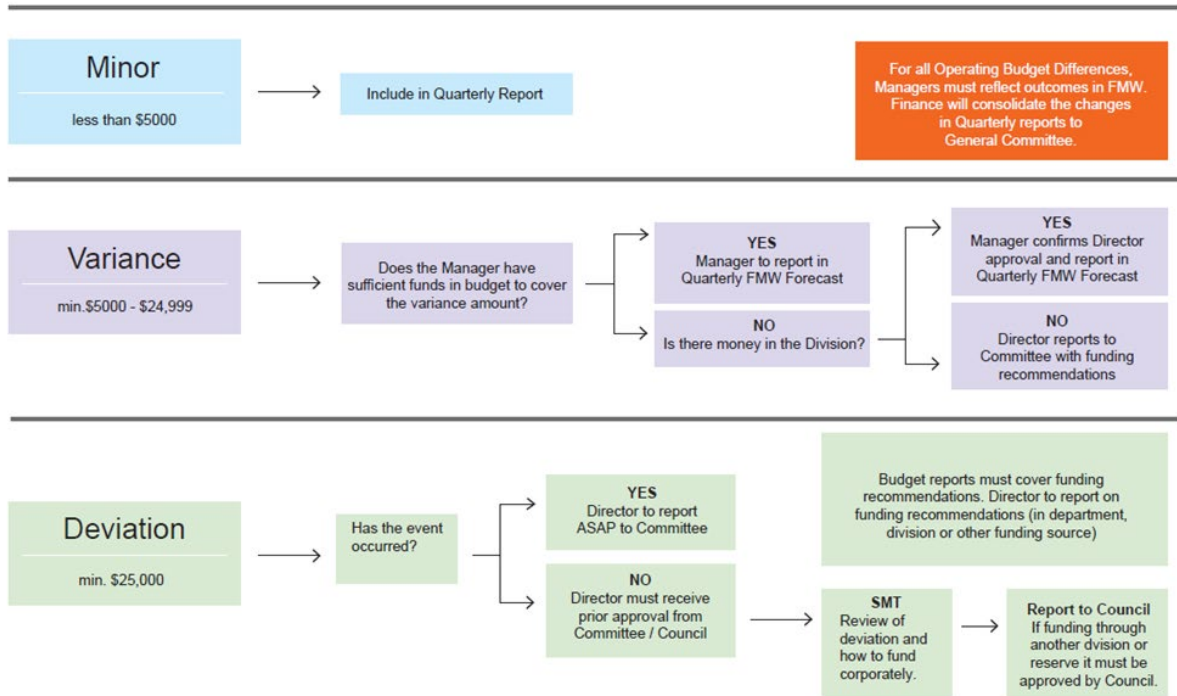 Minor
less than $5000
Include in Quarterly Report
For all Operating Budget Differences,
Managers must reflect outcomes in FMW.
Finance will consolidate the changes
in Quarterly reports to
General Committee.
Variance
min.$5000 - $24,999
Does the Manager have
sufficient funds in budget to cover
the variance amount?
YES
Manager to report in
Quarterly FMW Forecast
NO
Is there money in the Division?
YES
Manager confirms Director
approval and report in
Quarterly FMW Forecast
NO
Director reports to
Committee with funding
recommendations
Deviation
min. $25,000
Has the event
occurred?
YES
Director to report
ASAP to Committee
NO
Director must receive
prior approval from
Committee / Council
Budget reports must cover funding
recommendations. Director to report on
funding recommendations (in department,
division or other funding source)
SMT
Review of
deviation and
how to fund
corporately.
Report to Council
If funding through
another dvision or
reserve it must be
approved by Council.